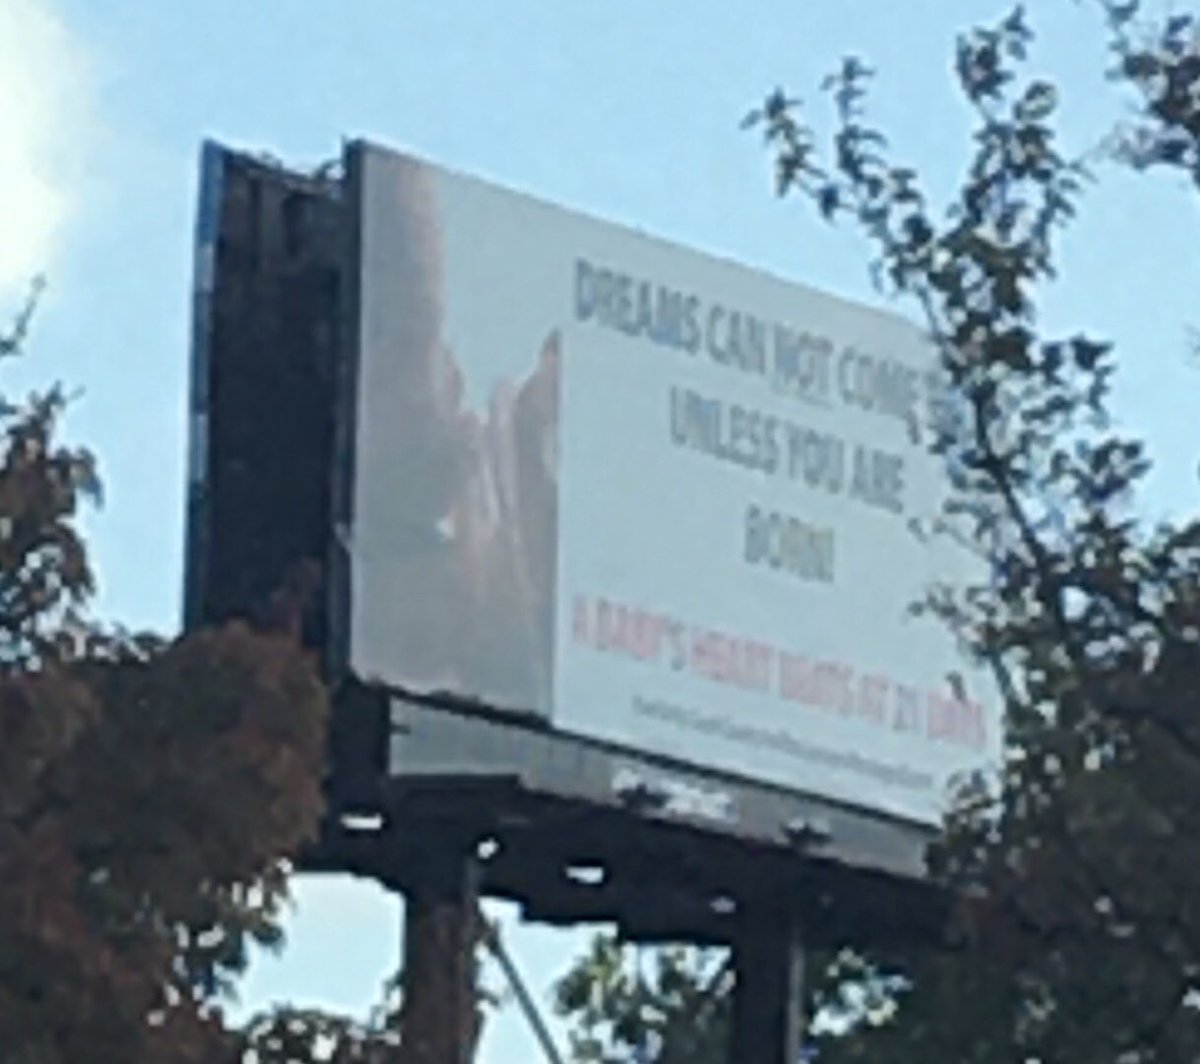 DREAMS CAN NOT COME
UNLESS YOU ARE
BORN!
A BABY'S HEART BEATS AT 21 DAYS